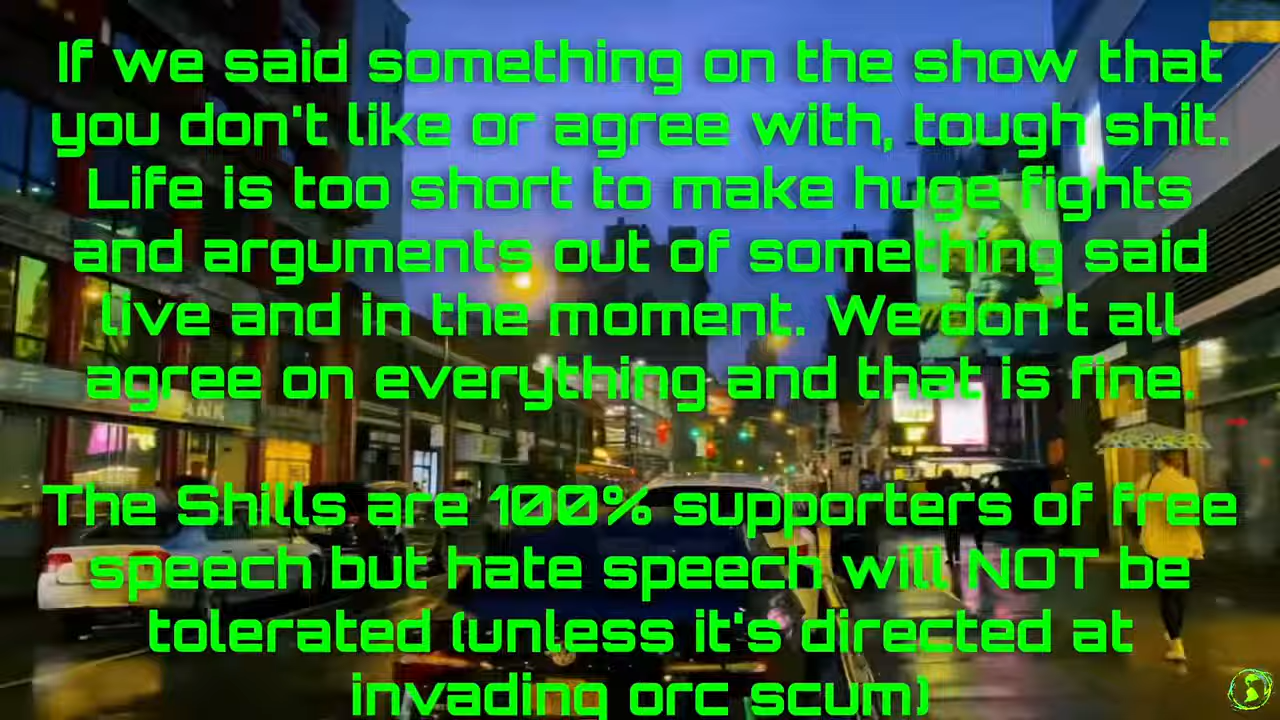 If we said something on the show that
you don't like or agree with, tough shit.
Life is too short to make huge fights
and arguments out of something said
live and in the moment. We don't all
agree on everything and that is fine.
The Shills are 100% supporters of free
speech but hate speech will NOT be
tolerated (unless it's directed at
invading orc scum)